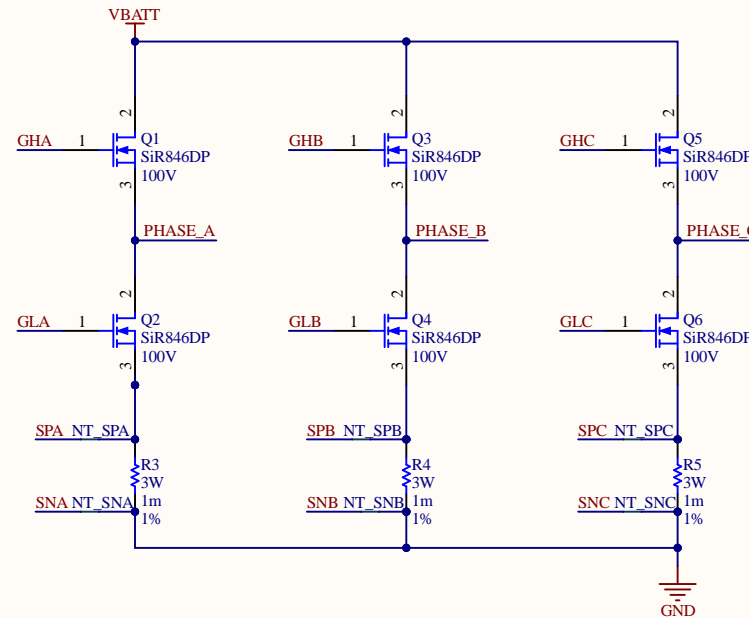 VBATT
2
2
2
GHA 1
Q1
SiR846DP
100V
3
GHB 1
Q3
SiR846DP
100V
3
GHC 1
Q5
SiR846DP
100V
3
PHASE_A
PHASE_B
PHASE_C
2
2
2
GLA 1
Q2
SiR846DP
100V
3
GLB 1
Q4
SiR846DP
100V
3
GLC 1
Q6
SiR846DP
100V
3
SPA NT_SPA
R3
3W
1m
1%
SNA NT_SNA
SPB NT_SPB
R4
3W
1m
1%
SNB NT_SNB
SPC NT_SPC
R5
3W
1m
1%
SNC NT_SNC
GND